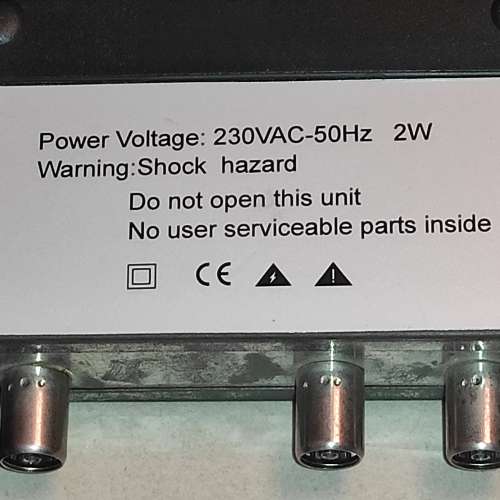 Power Voltage: 230VAC-50Hz 2W
Warning:Shock hazard
Do not open this unit
No user serviceable parts inside
CE